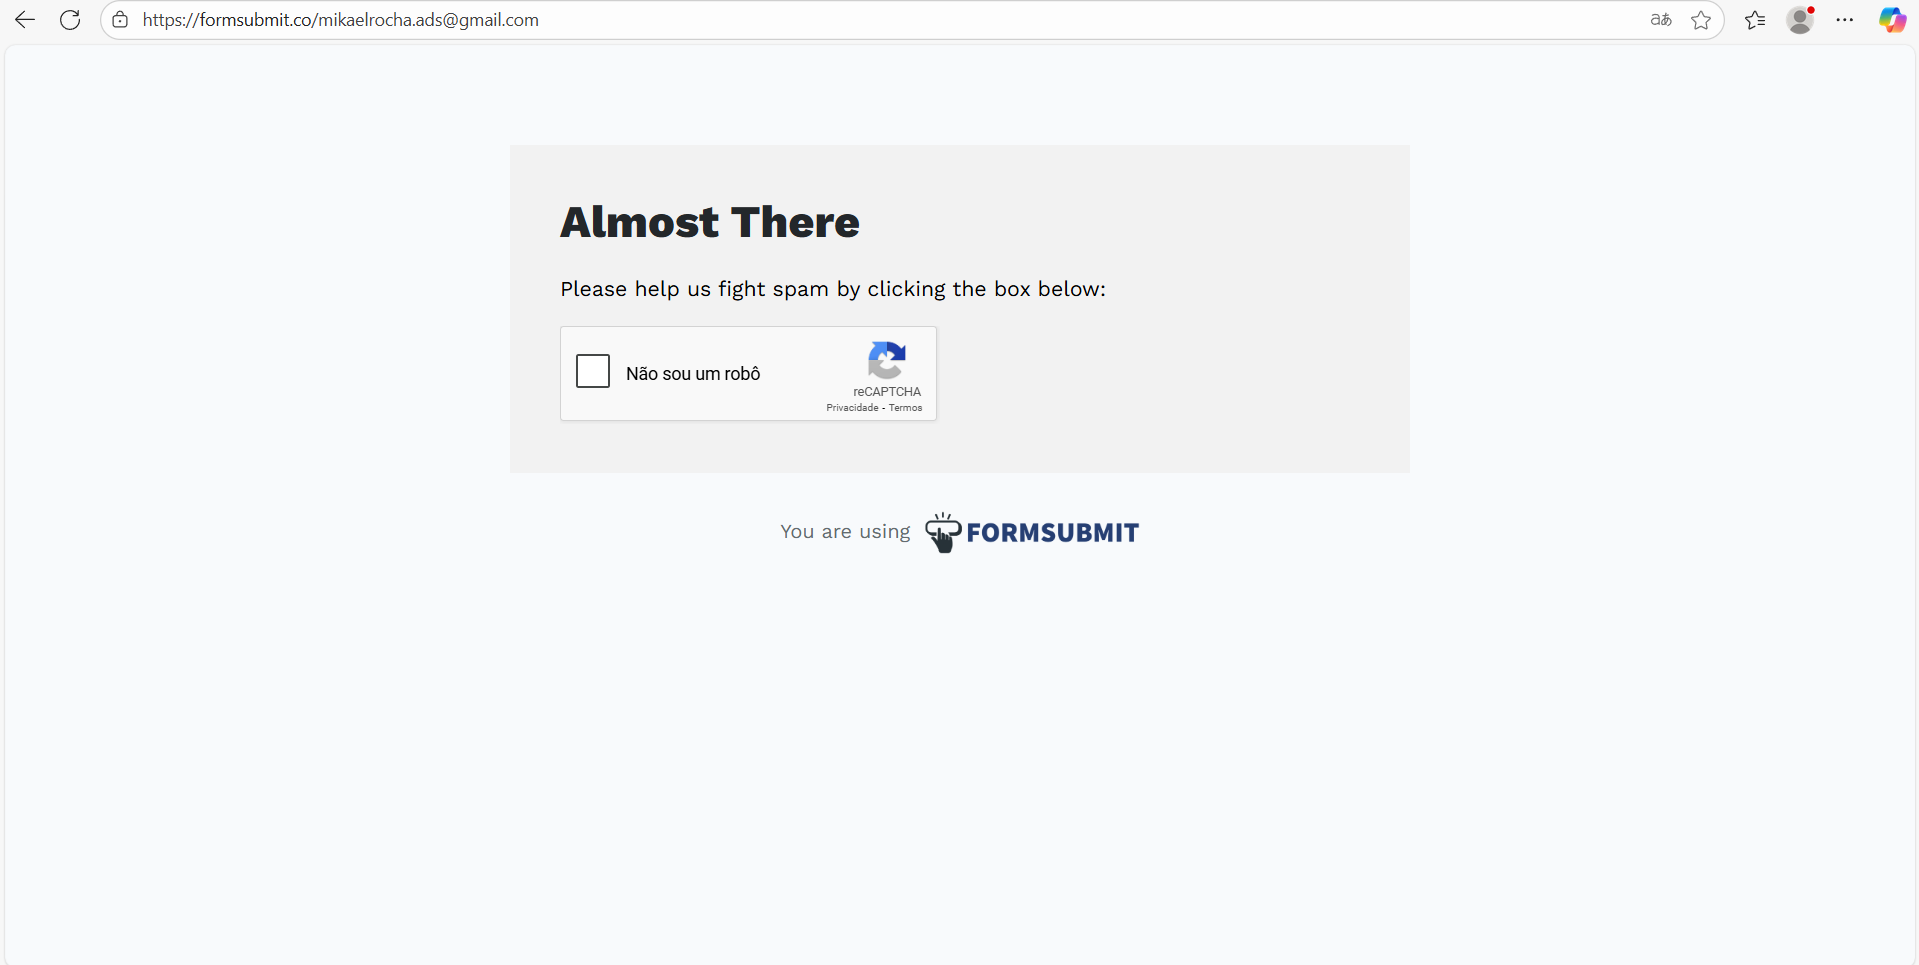 https://formsubmit.co/mikaelrocha.ads@gmail.com
Almost There
Please help us fight spam by clicking the box below:
Não sou um robô
reCAPTCHA
Privacidade - Termos
You are using FORMSUBMIT